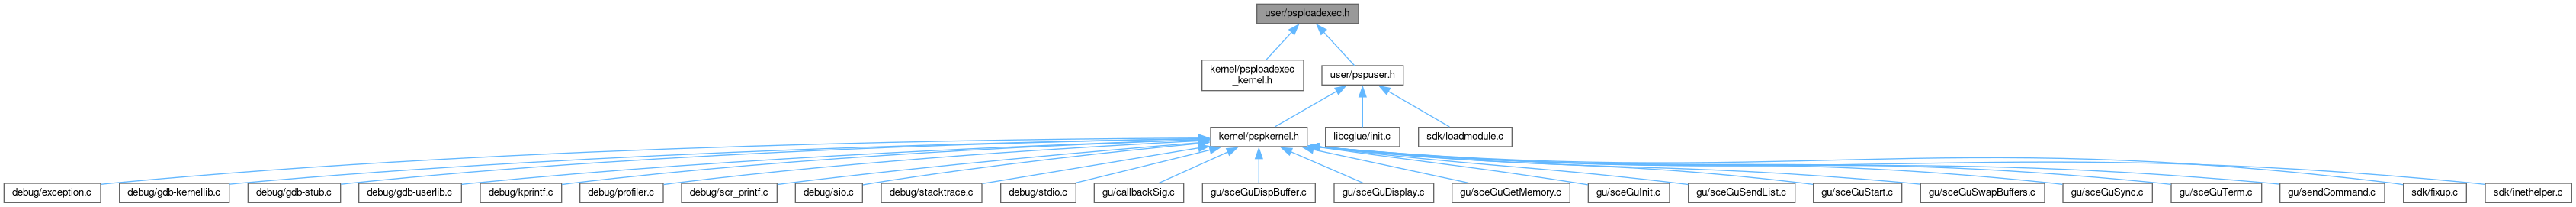 user/psploadexec.h
kernel/psploadexec
_kernel.h
user/pspuser.h
kernel/pspkernel.h
libcglue/init.c
sdk/loadmodule.c
debug/exception.c
debug/gdb-kernellib.c
debug/gdb-stub.c
debug/gdb-userlib.c
debug/kprintf.c
debug/profiler.c
debug/scr_printf.c
debug/sio.c
debug/stacktrace.c
debug/stdio.c
gu/callbackSig.c
gu/sceGuDispBuffer.c
gu/sceGuDisplay.c
gu/sceGuGetMemory.c
gu/sceGuInit.c
gu/sceGuSendList.c
gu/sceGuStart.c
gu/sceGuSwapBuffers.c
gu/sceGuSync.c
gu/sceGuTerm.c
gu/sendCommand.c
sdk/fixup.c
sdk/inethelper.c